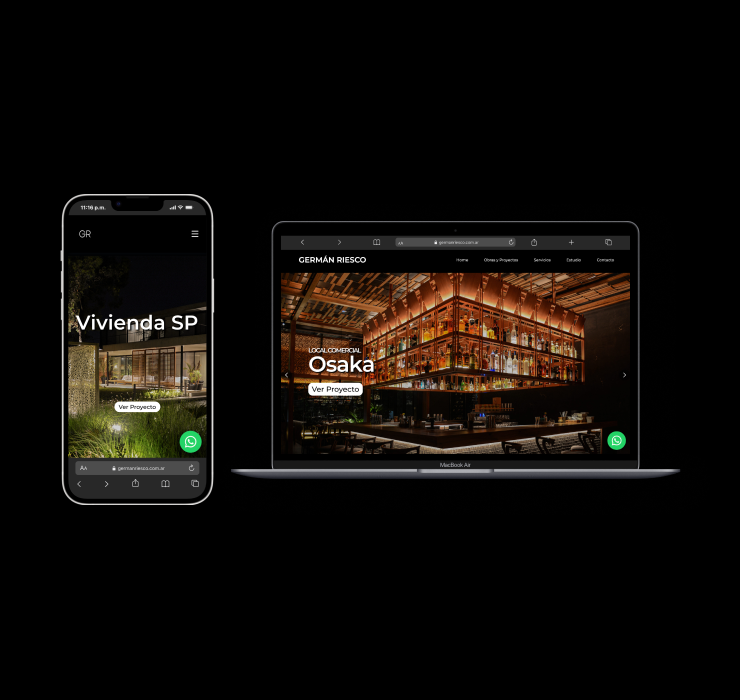 11:16 p.m.
GR
Vivienda SP
Ver Proyecto
AA
germanriesco.com.ar
AA
germanriesco.com.ar
GERMÁN RIESCO
Home
Obras y Proyectos
Servicios
Estudio
Contacto
LOCAL COMERCIAL
Osaka
Ver Proyecto
MacBook Air